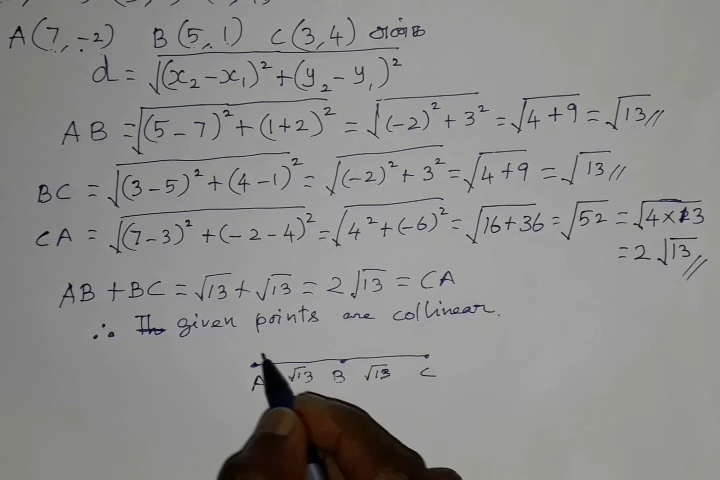 A(7, -2) B(5, 1) C(3, 4) என்க
d = √(x₂-x₁)² + (y₂-y₁)²
AB = √(5-7)² + (1+2)² = √(-2)² + 3² = √4+9 = √13 //
BC = √(3-5)² + (4-1)² = √(-2)² + 3² = √4+9 = √13 //
CA = √(7-3)² + (-2-4)² = √4² + (-6)² = √16+36 = √52 = √4×13
= 2√13 //
AB + BC = √13 + √13 = 2√13 = CA
∴ given points are collinear.
A √13 B √13 C